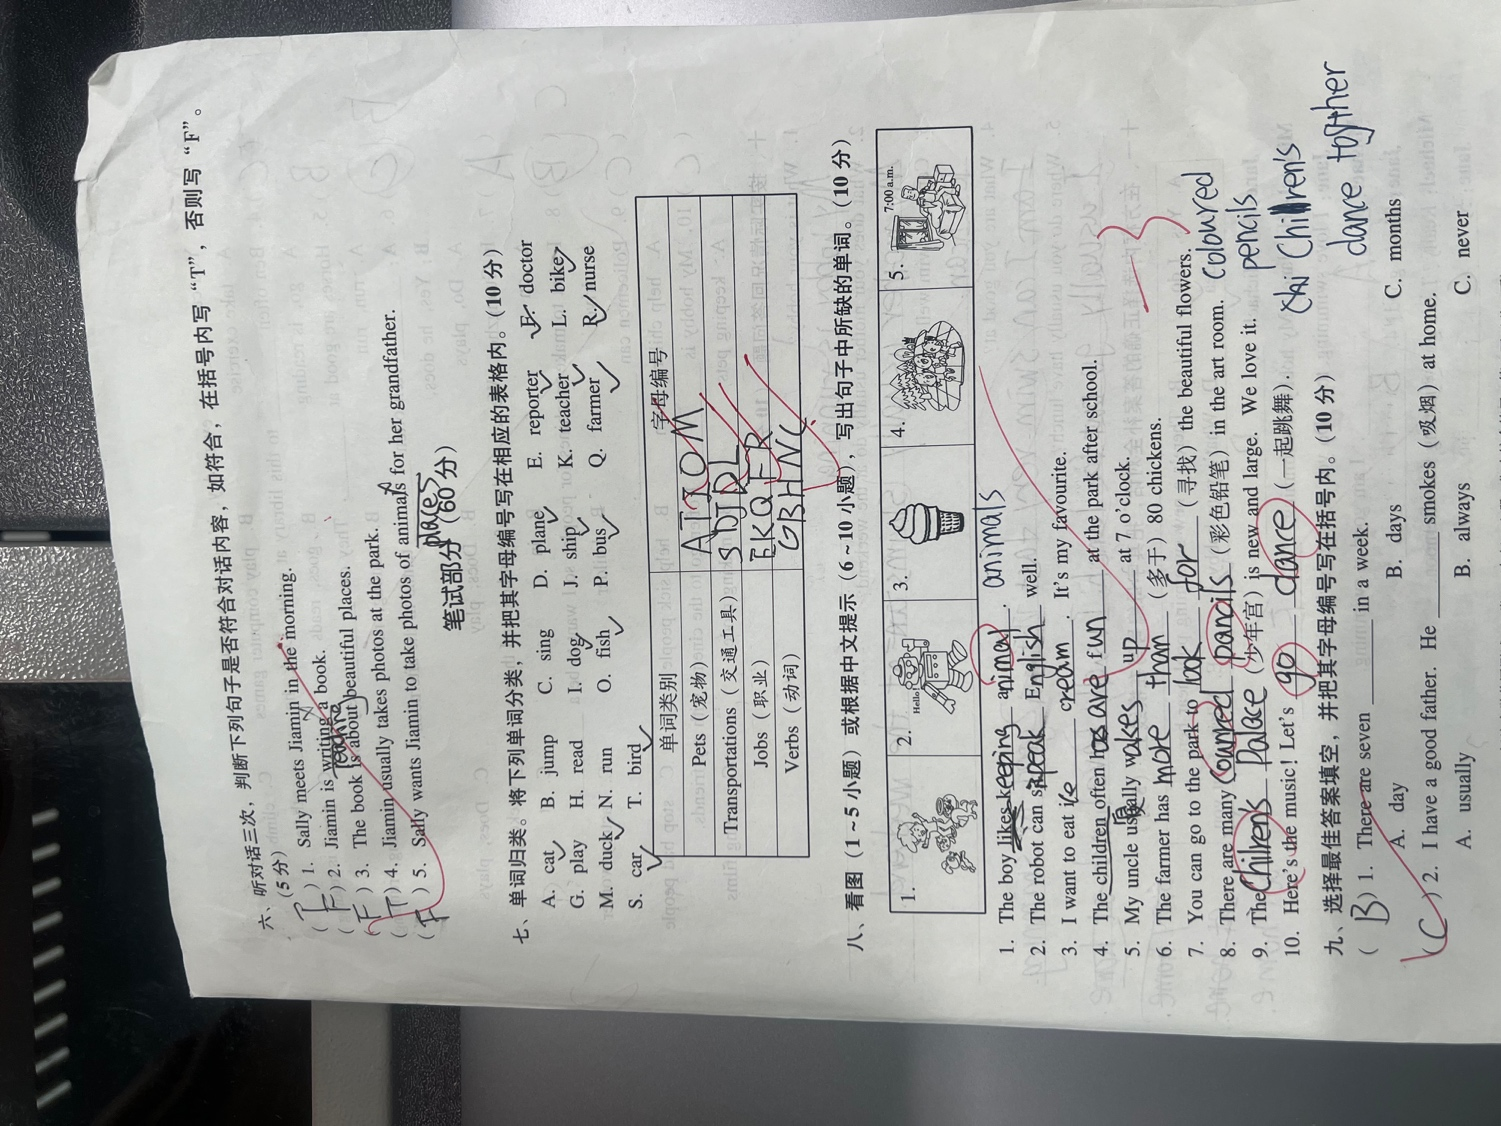 六、听对话三次，判断下列句子是否符合对话内容，如符合，在括号内写“T”，否则写“F”。
(5分)
( T ) 1. Sally meets Jiamin in the morning.
( F ) 2. Jiamin is writing a book.
Teaching
( F ) 3. The book is about beautiful places.
( T ) 4. Jiamin usually takes photos at the park.
( F ) 5. Sally wants Jiamin to take photos of animals for her grandfather.
places
笔试部分 (60分)
七、单词归类。将下列单词分类，并把其字母编号写在相应的表格内。(10分)
A. cat B. jump C. sing D. plane E. reporter F. doctor
G. play H. read I. dog J. ship K. teacher L. bike
M. duck N. run O. fish P. bus Q. farmer R. nurse
S. car T. bird
单词类别 字母编号
Pets (宠物) A T I O M
Transportations (交通工具) S D J P L
Jobs (职业) E K Q F R
Verbs (动词) G B H N C
八、看图 (1~5小题) 或根据中文提示 (6~10小题)，写出句子中所缺的单词。(10分)
1. 2. Hello! 3. 4. 5. 7:00 a.m.
1. The boy likes keeping animal. animals
2. The robot can speak English well.
3. I want to eat ice cream. It's my favourite.
4. The children often has are fun at the park after school.
5. My uncle usually wakes up at 7 o'clock.
6. The farmer has more than (多于) 80 chickens.
7. You can go to the park to look for (寻找) the beautiful flowers.
8. There are many coured pancils (彩色铅笔) in the art room. Coloured pencils
9. The Chilren's Palace (少年宫) is new and large. We love it. Children's
10. Here's the music! Let's go dance (一起跳舞). dance together
九、选择最佳答案填空，并把其字母编号写在括号内。(10分)
( B ) 1. There are seven ______ in a week.
A. day B. days C. months
( C ) 2. I have a good father. He ______ smokes (吸烟) at home.
A. usually B. always C. never